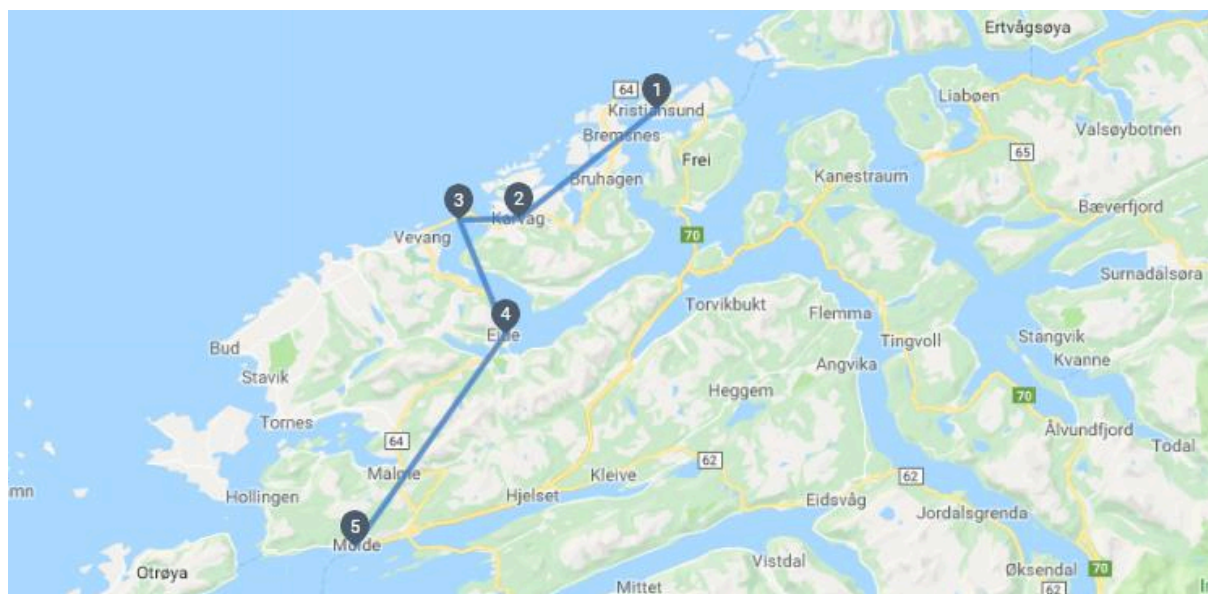 Ertvågsøya
64
1
Kristiansund
Liabøen
Bremsnes
Valsøybotnen
65
Frei
Bruhagen
Kanestraum
2
3
Kårvåg
Bæverfjord
Vevang
70
Surnadalsøra
Torvikbukt
4
Flemma
Eide
Tingvoll
Stangvik
Bud
Kvanne
Angvika
Stavik
Heggem
70
Tornes
Ålvundfjord
64
Todal
62
Malme
Kleive
62
mn
Hollingen
Hjelset
Eidsvåg
Jordalsgrenda
5
Molde
Vistdal
Otrøya
Øksendal
70
Mittet
62